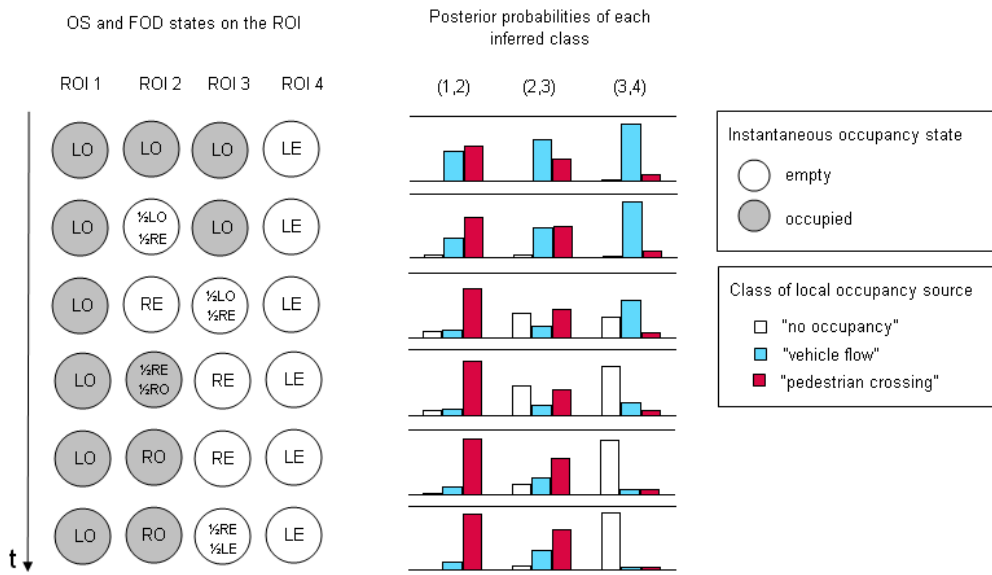 OS and FOD states on the ROI
Posterior probabilities of each
inferred class
ROI 1 ROI 2 ROI 3 ROI 4
(1,2) (2,3) (3,4)
LO LO LO LE
LO ½LO LO LE
½RE
LO RE ½LO LE
½RE
LO ½RE RE LE
½RO
LO RO RE LE
LO RO ½RE LE
½LE
t
Instantaneous occupancy state
empty
occupied
Class of local occupancy source
"no occupancy"
"vehicle flow"
"pedestrian crossing"